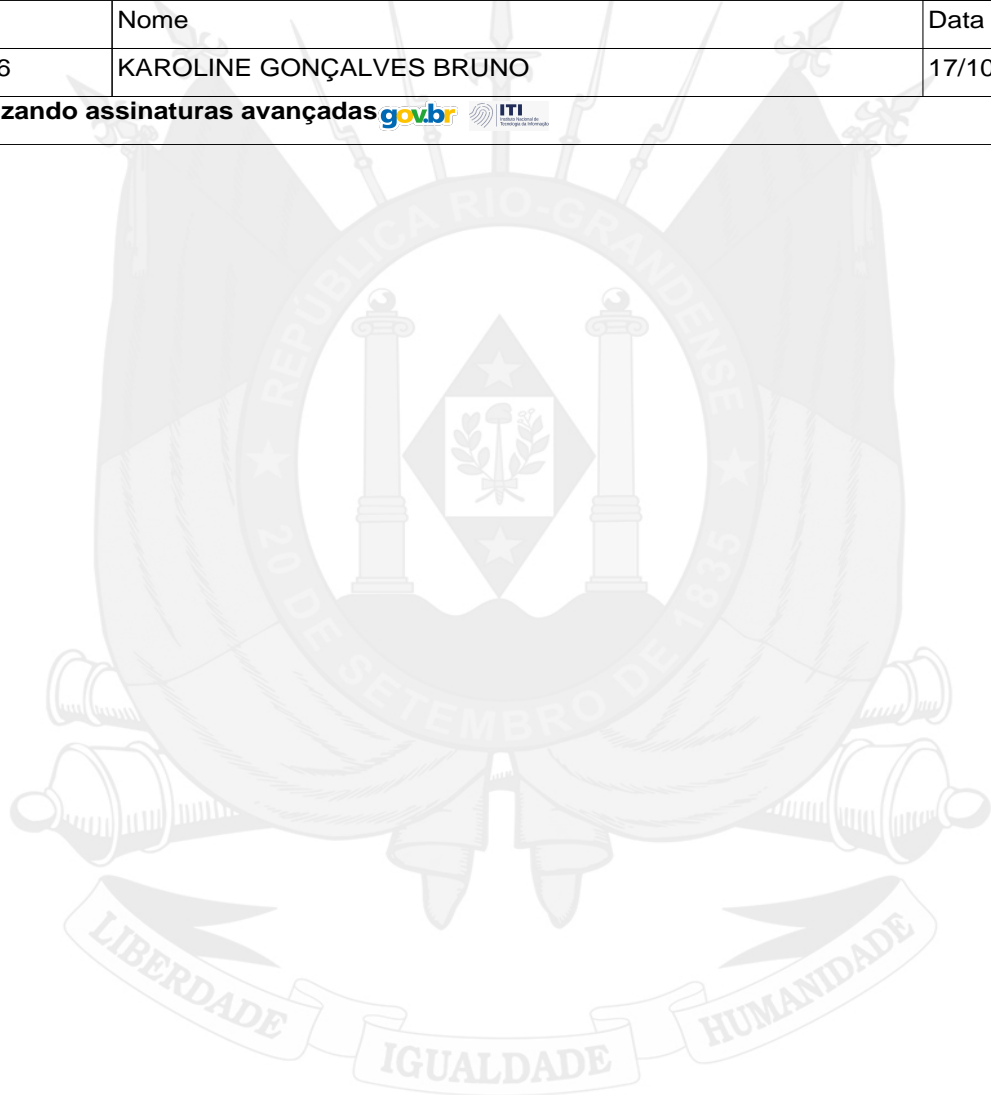 Nome Data
6 KAROLINE GONÇALVES BRUNO 17/10
zando assinaturas avançadas gov.br ITI
REPÚBLICA RIO-GRANDENSE
20 DE SETEMBRO DE 1835
LIBERDADE IGUALDADE HUMANIDADE